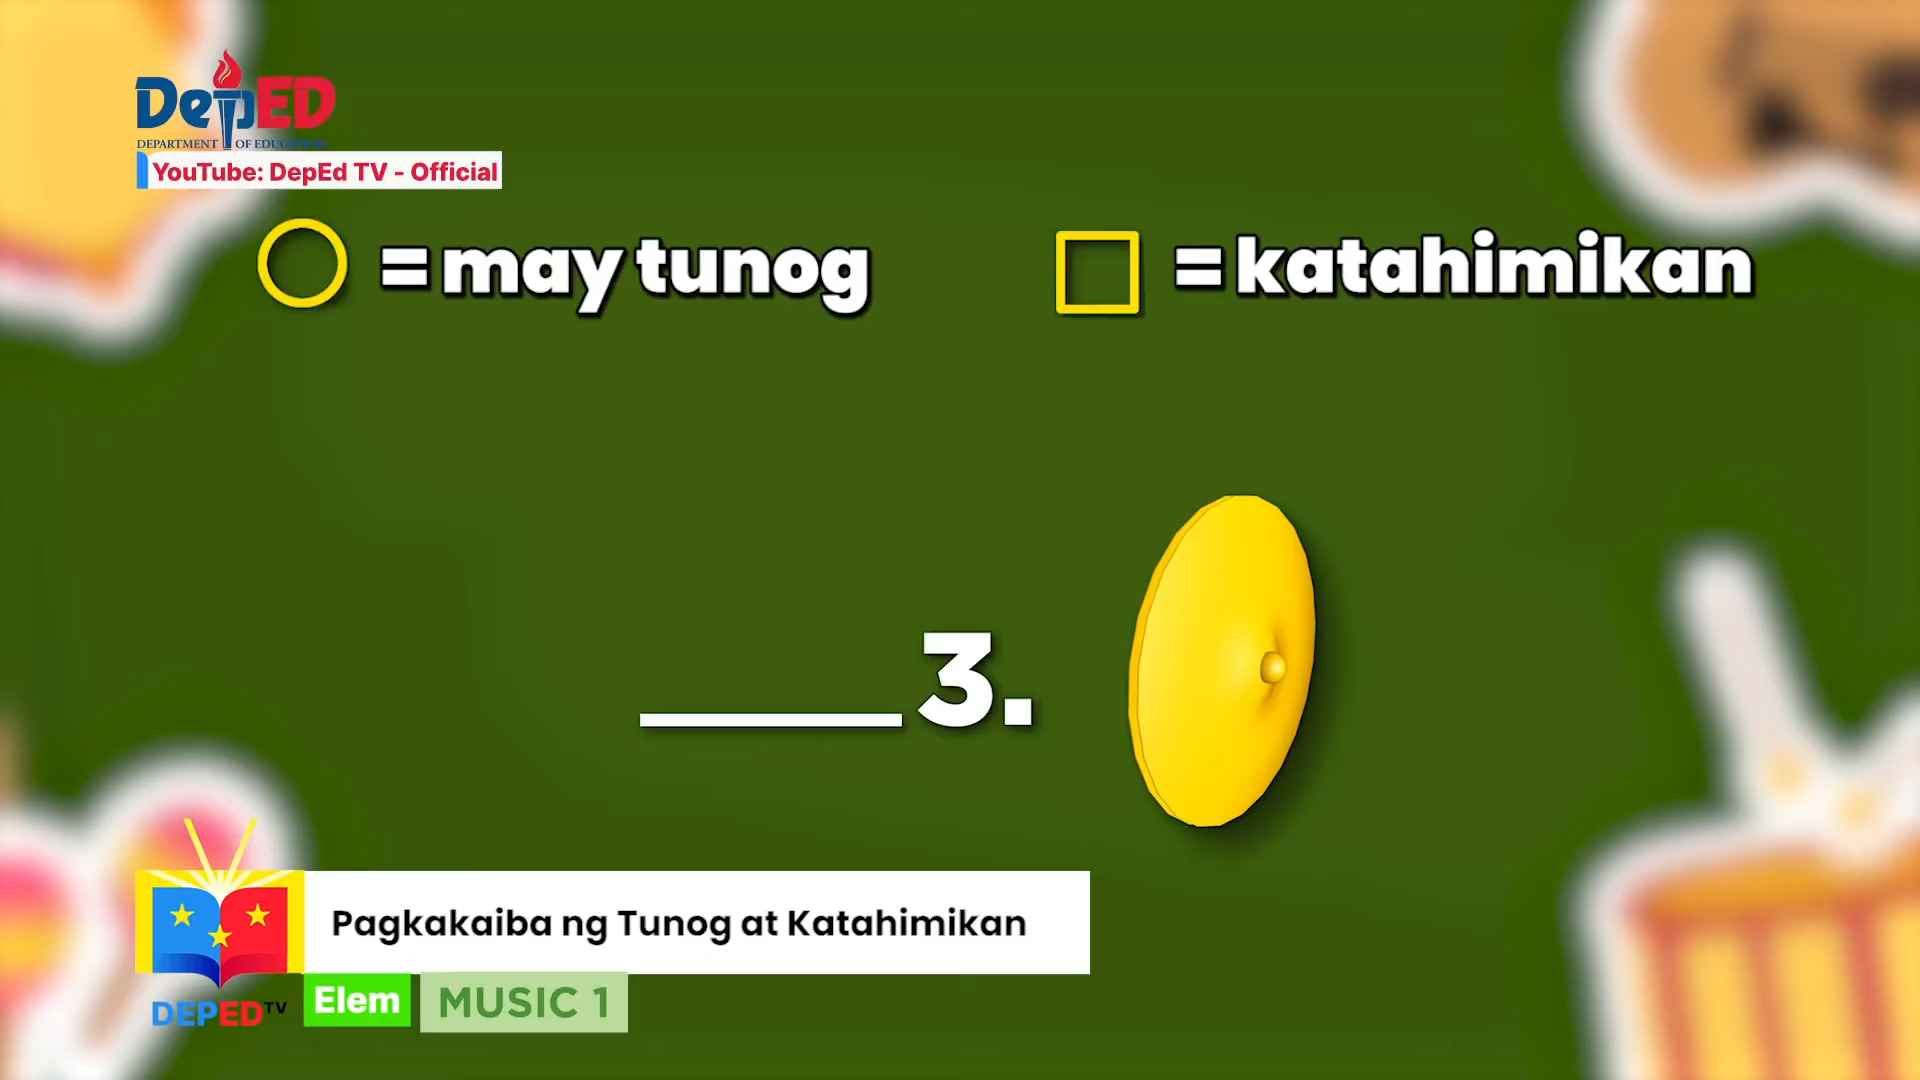 DepED
DEPARTMENT OF EDUCATION
YouTube: DepEd TV - Official
= may tunog
= katahimikan
3.
Pagkakaiba ng Tunog at Katahimikan
DEPED TV
Elem
MUSIC 1